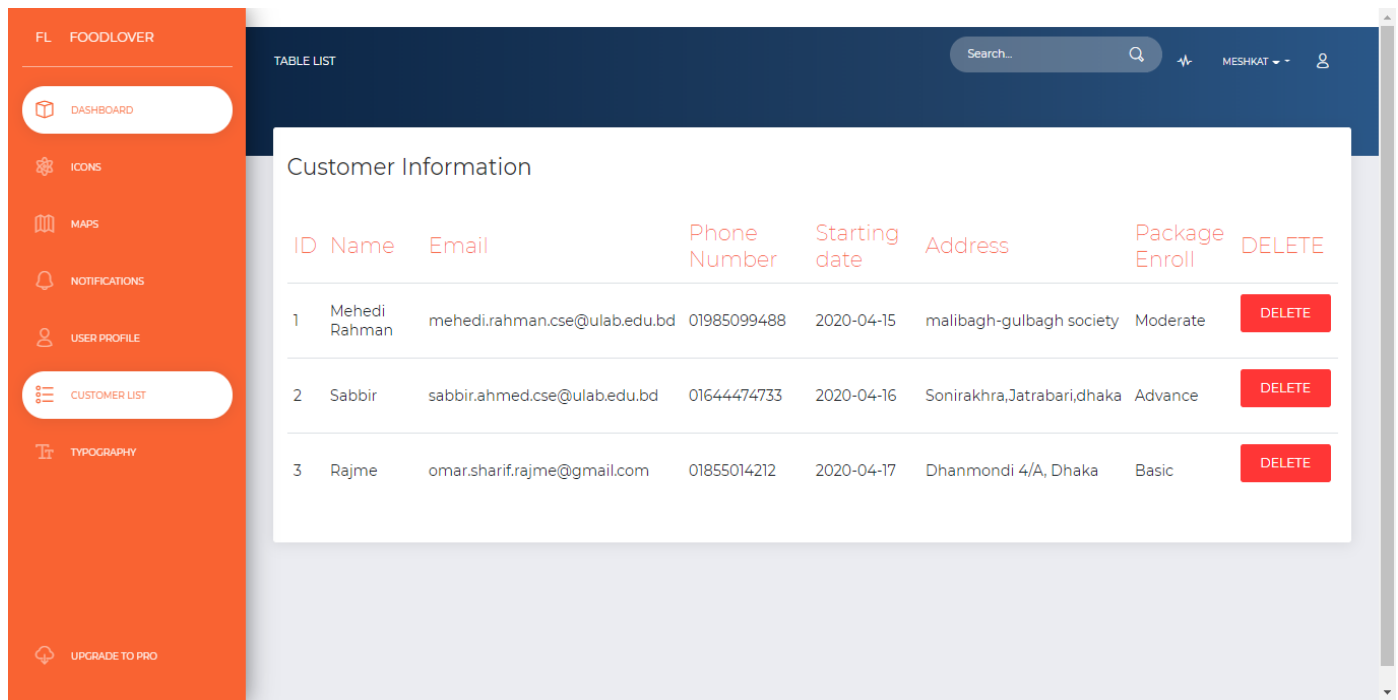 FL FOODLOVER
DASHBOARD
ICONS
MAPS
NOTIFICATIONS
USER PROFILE
CUSTOMER LIST
TYPOGRAPHY
UPGRADE TO PRO
TABLE LIST
Search...
MESHKAT
Customer Information
ID Name Email Phone Number Starting date Address Package Enroll DELETE
1 Mehedi Rahman mehedi.rahman.cse@ulab.edu.bd 01985099488 2020-04-15 malibagh-gulbagh society Moderate DELETE
2 Sabbir sabbir.ahmed.cse@ulab.edu.bd 01644474733 2020-04-16 Sonirakhra,Jatrabari,dhaka Advance DELETE
3 Rajme omar.sharif.rajme@gmail.com 01855014212 2020-04-17 Dhanmondi 4/A, Dhaka Basic DELETE